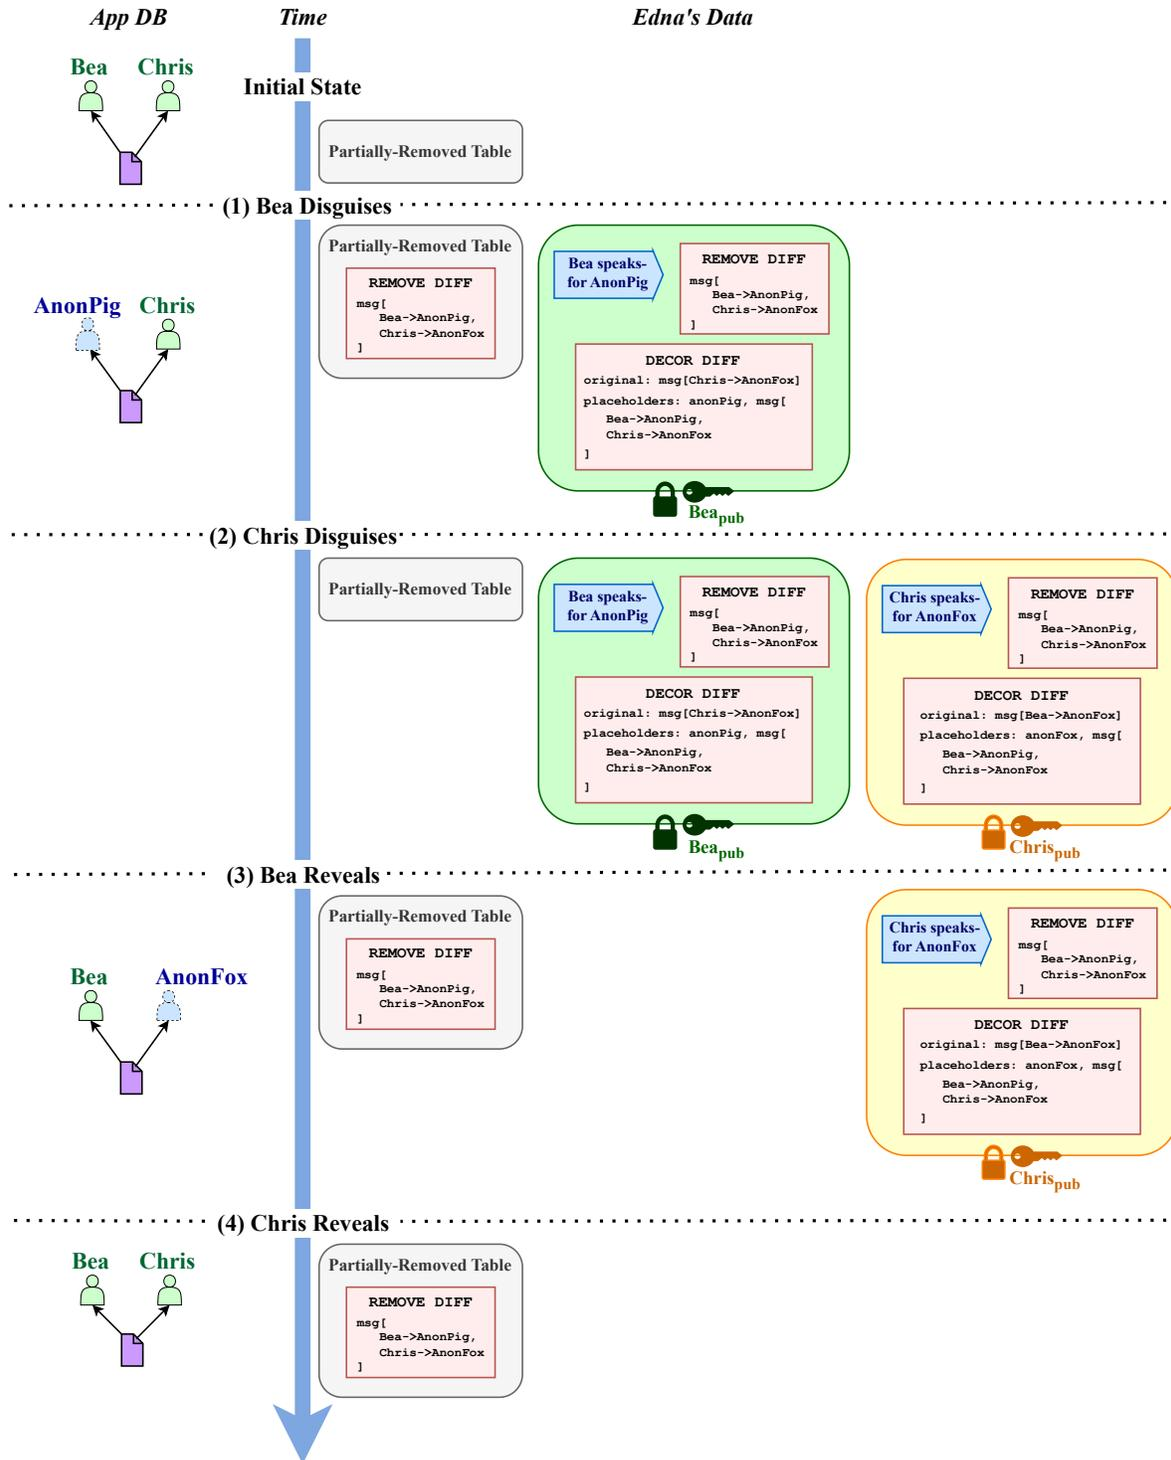 App DB
Time
Edna's Data
Bea
Chris
Initial State
Partially-Removed Table
(1) Bea Disguises
AnonPig
Chris
Partially-Removed Table
REMOVE DIFF
msg[
Bea->AnonPig,
Chris->AnonFox
]
Bea speaks-
for AnonPig
REMOVE DIFF
msg[
Bea->AnonPig,
Chris->AnonFox
]
DECOR DIFF
original: msg[Chris->AnonFox]
placeholders: anonPig, msg[
Bea->AnonPig,
Chris->AnonFox
]
Beapub
(2) Chris Disguises
Partially-Removed Table
Bea speaks-
for AnonPig
REMOVE DIFF
msg[
Bea->AnonPig,
Chris->AnonFox
]
DECOR DIFF
original: msg[Chris->AnonFox]
placeholders: anonPig, msg[
Bea->AnonPig,
Chris->AnonFox
]
Beapub
Chris speaks-
for AnonFox
REMOVE DIFF
msg[
Bea->AnonPig,
Chris->AnonFox
]
DECOR DIFF
original: msg[Bea->AnonFox]
placeholders: anonFox, msg[
Bea->AnonPig,
Chris->AnonFox
]
Chrispub
(3) Bea Reveals
Bea
AnonFox
Partially-Removed Table
REMOVE DIFF
msg[
Bea->AnonPig,
Chris->AnonFox
]
Chris speaks-
for AnonFox
REMOVE DIFF
msg[
Bea->AnonPig,
Chris->AnonFox
]
DECOR DIFF
original: msg[Bea->AnonFox]
placeholders: anonFox, msg[
Bea->AnonPig,
Chris->AnonFox
]
Chrispub
(4) Chris Reveals
Bea
Chris
Partially-Removed Table
REMOVE DIFF
msg[
Bea->AnonPig,
Chris->AnonFox
]